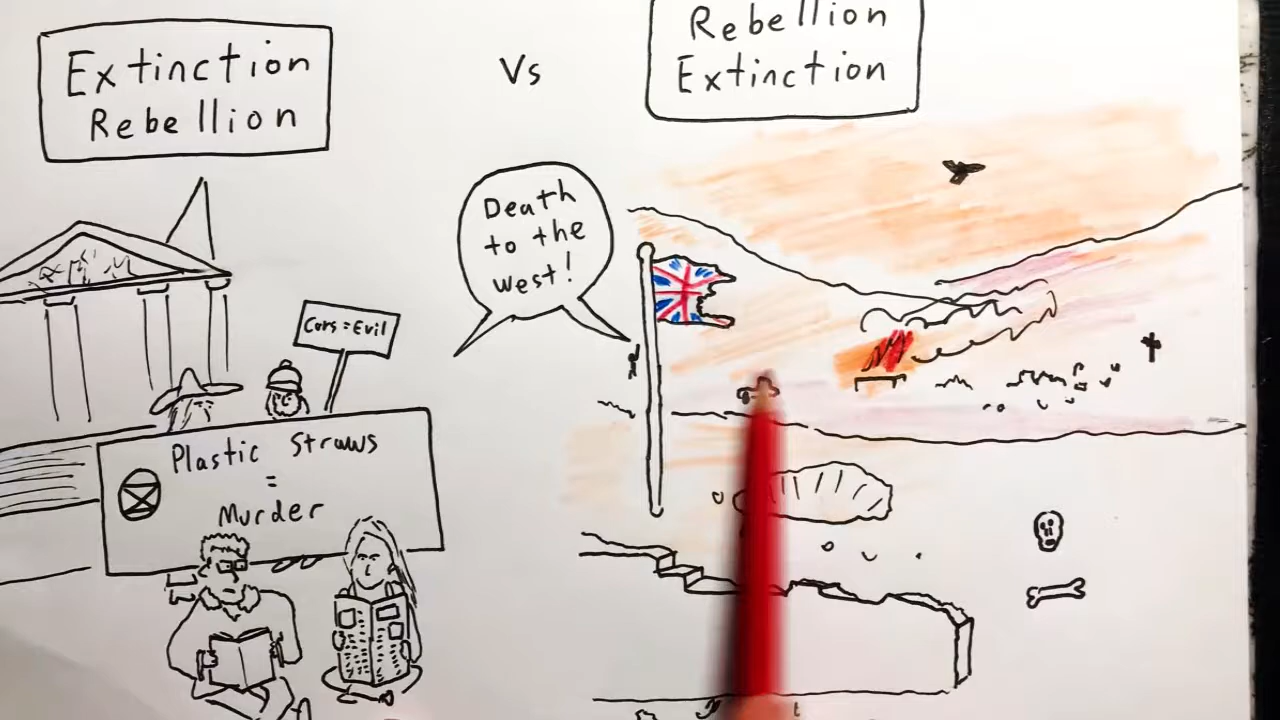 Extinction
Rebellion
Vs
Rebellion
Extinction
Death
to the
west!
Cars = Evil
Plastic Straws
=
Murder